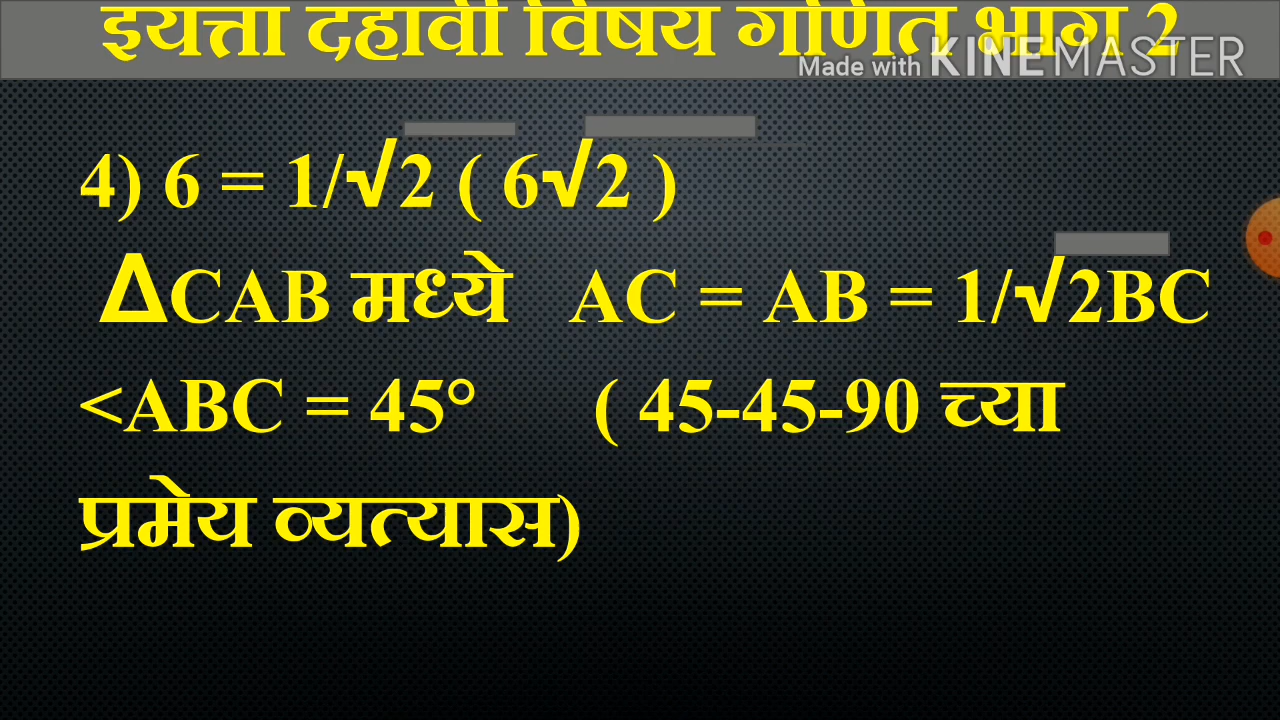 इयत्ता दहावी विषय गणित भाग 2
Made with KINEMASTER
4) 6 = 1/√2 ( 6√2 )
∆CAB मध्ये AC = AB = 1/√2BC
<ABC = 45° ( 45-45-90 च्या
प्रमेय व्यत्यास)